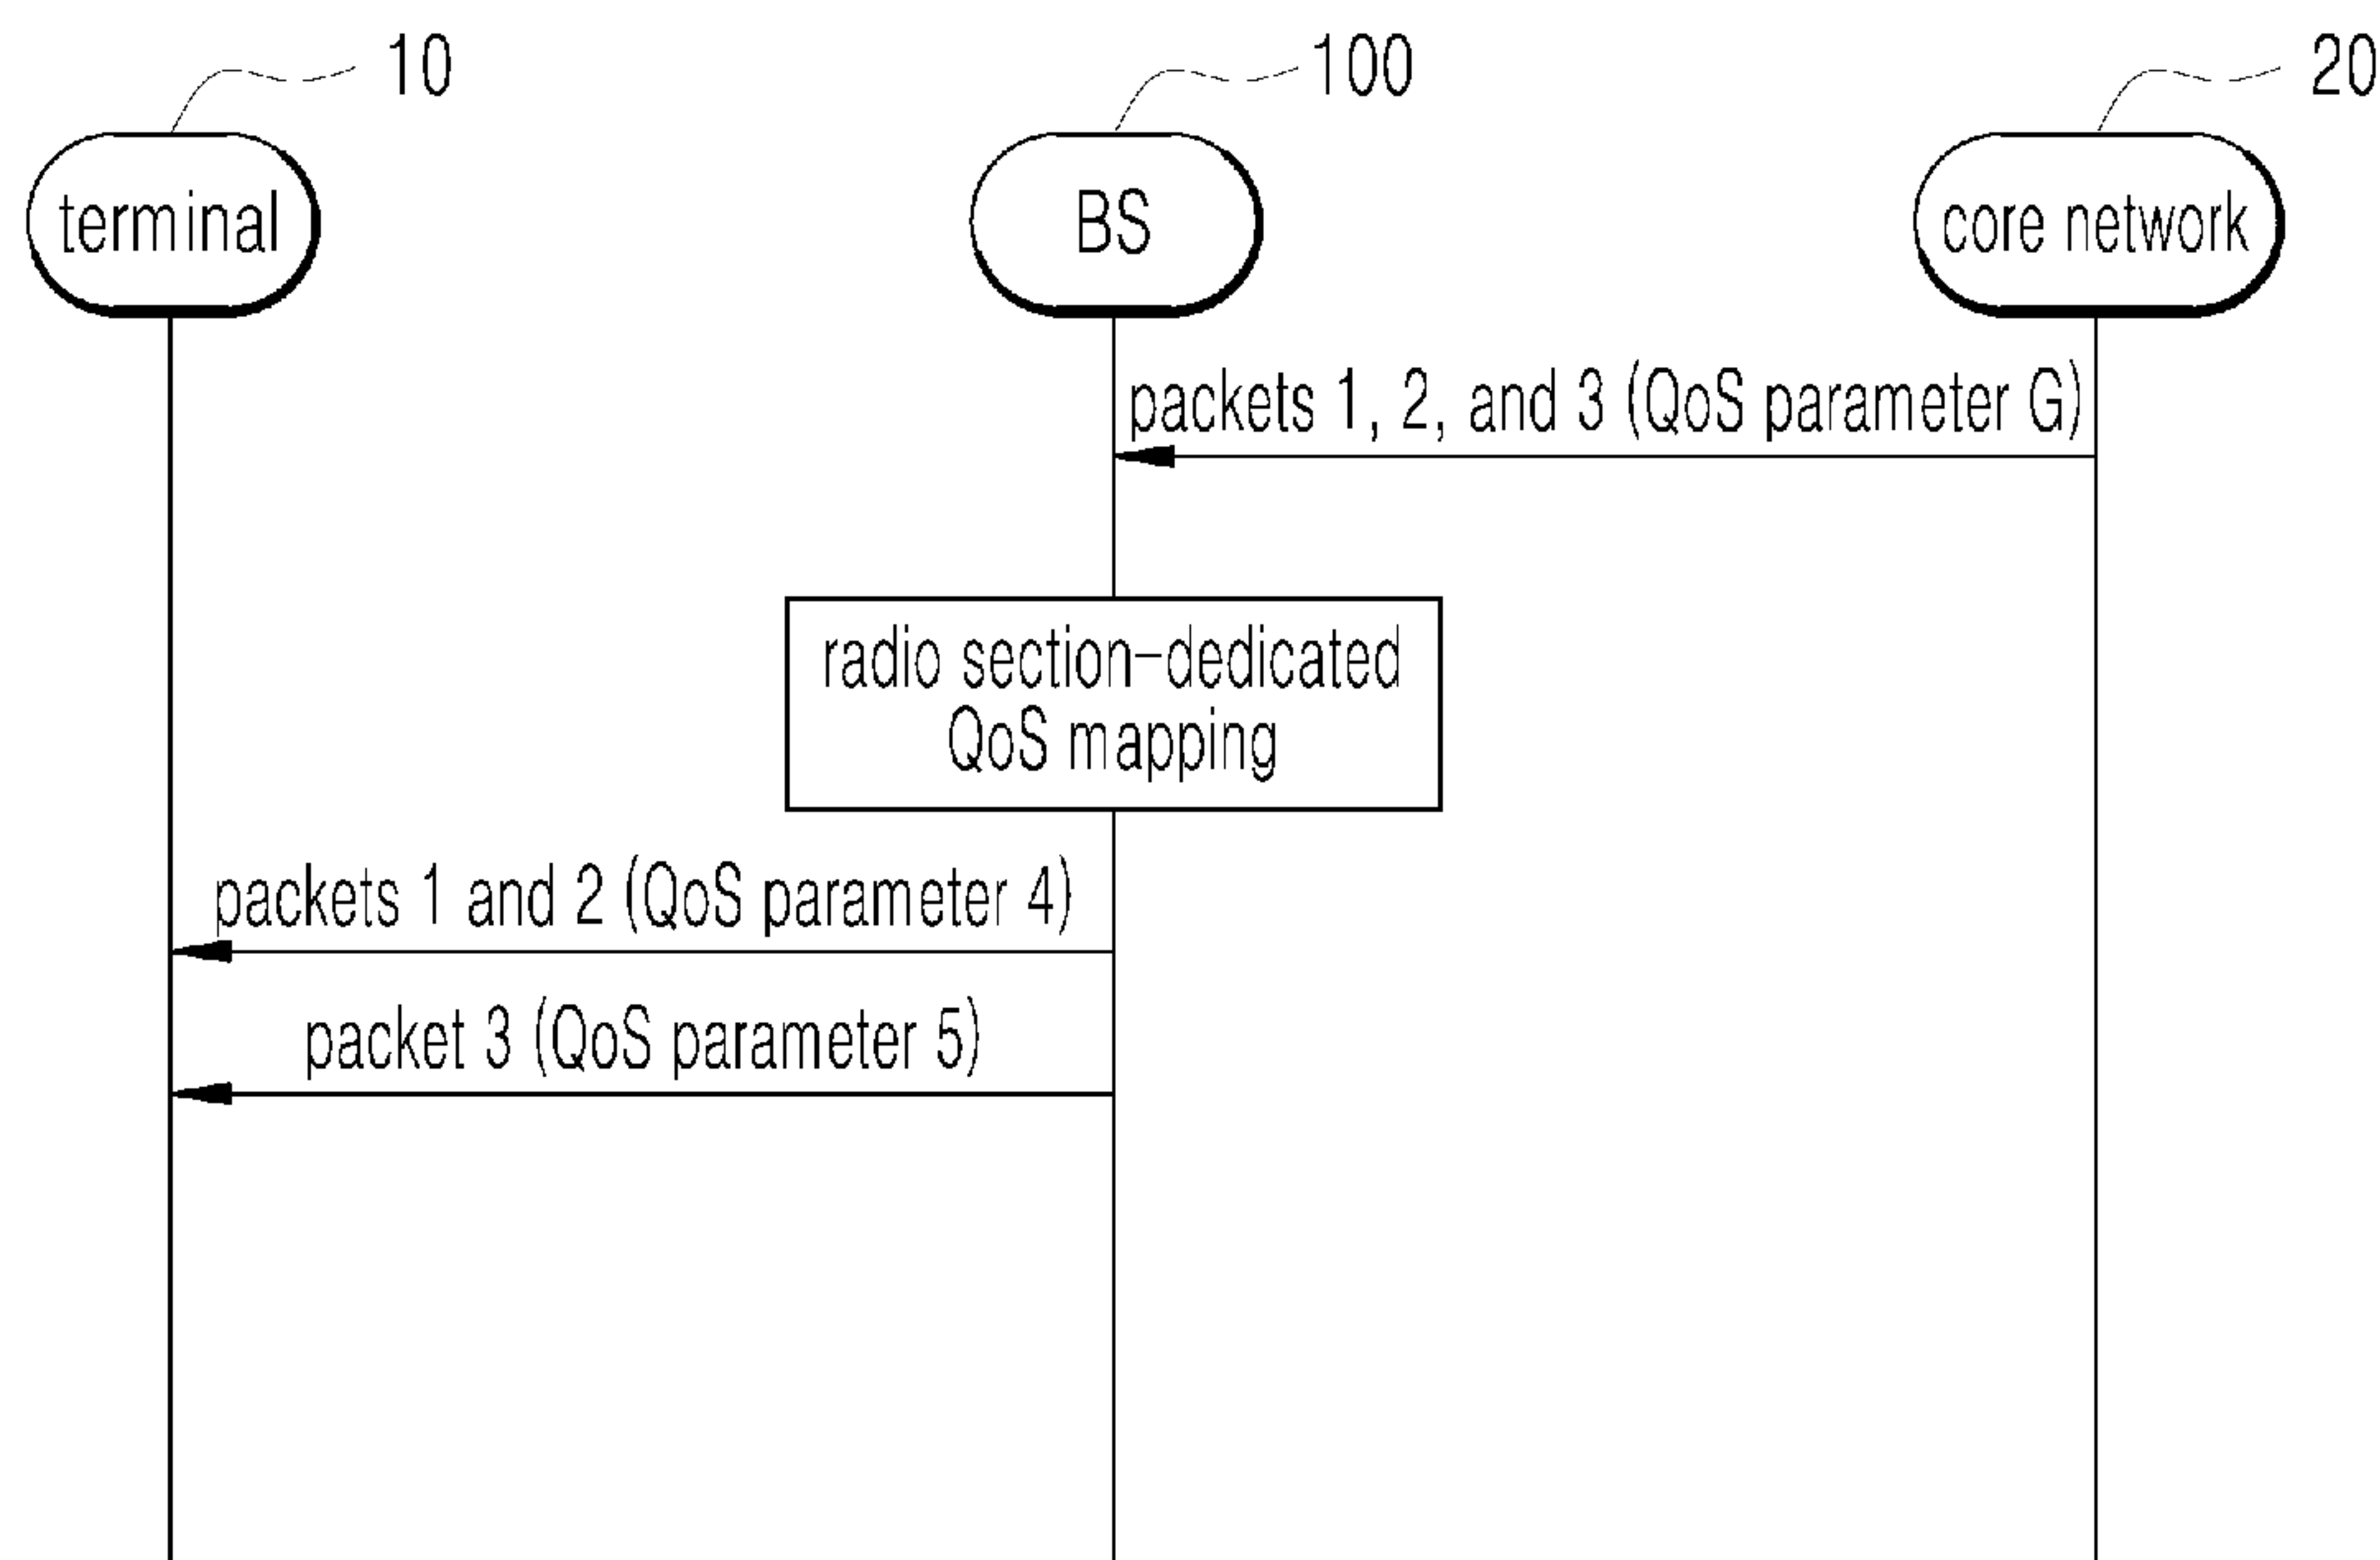 10
100
20
terminal
BS
core network
packets 1, 2, and 3 (QoS parameter G)
radio section-dedicated
QoS mapping
packets 1 and 2 (QoS parameter 4)
packet 3 (QoS parameter 5)